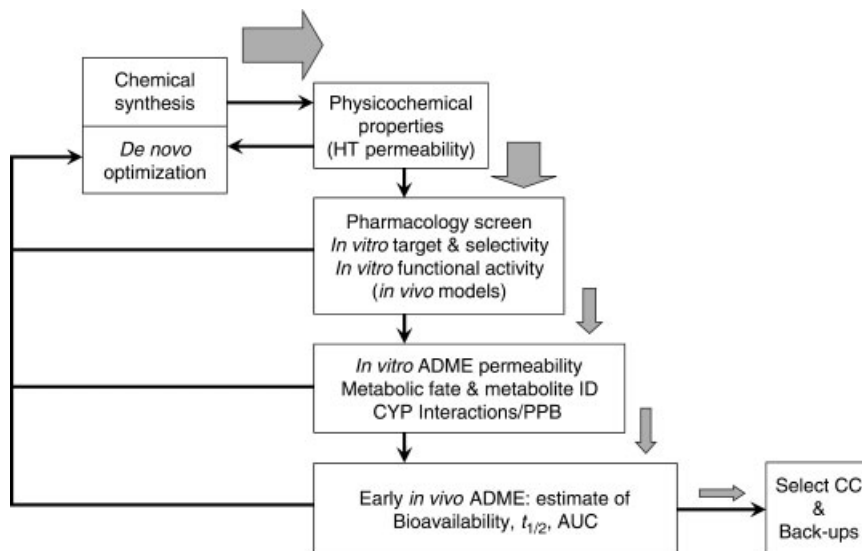 Chemical
synthesis
De novo
optimization
Physicochemical
properties
(HT permeability)
Pharmacology screen
In vitro target & selectivity
In vitro functional activity
(in vivo models)
In vitro ADME permeability
Metabolic fate & metabolite ID
CYP Interactions/PPB
Early in vivo ADME: estimate of
Bioavailability, t1/2, AUC
Select CC
&
Back-ups